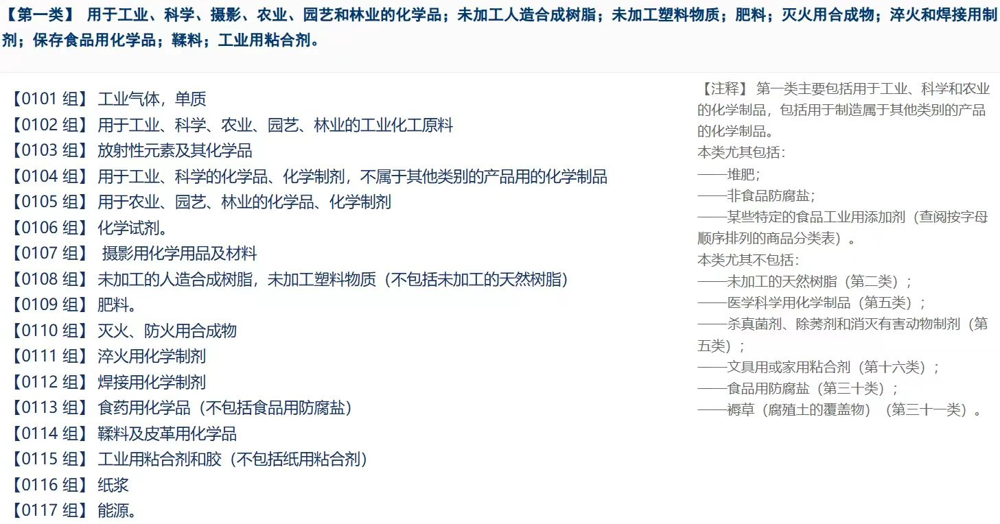 【第一类】 用于工业、科学、摄影、农业、园艺和林业的化学品；未加工人造合成树脂；未加工塑料物质；肥料；灭火用合成物；淬火和焊接用制
剂；保存食品用化学品；鞣料；工业用粘合剂。
【0101 组】 工业气体，单质
【0102 组】 用于工业、科学、农业、园艺、林业的工业化工原料
【0103 组】 放射性元素及其化学品
【0104 组】 用于工业、科学的化学品、化学制剂，不属于其他类别的产品用的化学制品
【0105 组】 用于农业、园艺、林业的化学品、化学制剂
【0106 组】 化学试剂。
【0107 组】 摄影用化学用品及材料
【0108 组】 未加工的人造合成树脂，未加工塑料物质（不包括未加工的天然树脂）
【0109 组】 肥料。
【0110 组】 灭火、防火用合成物
【0111 组】 淬火用化学制剂
【0112 组】 焊接用化学制剂
【0113 组】 食药用化学品（不包括食品用防腐盐）
【0114 组】 鞣料及皮革用化学品
【0115 组】 工业用粘合剂和胶（不包括纸用粘合剂）
【0116 组】 纸浆
【0117 组】 能源。
【注释】 第一类主要包括用于工业、科学和农业
的化学制品，包括用于制造属于其他类别的产品
的化学制品。
本类尤其包括：
——堆肥；
——非食品防腐盐；
——某些特定的食品工业用添加剂（查阅按字母
顺序排列的商品分类表）。
本类尤其不包括：
——未加工的天然树脂（第二类）；
——医学科学用化学制品（第五类）；
——杀真菌剂、除莠剂和消灭有害动物制剂（第
五类）；
——文具用或家用粘合剂（第十六类）；
——食品用防腐盐（第三十类）；
——褥草（腐殖土的覆盖物）（第三十一类）。